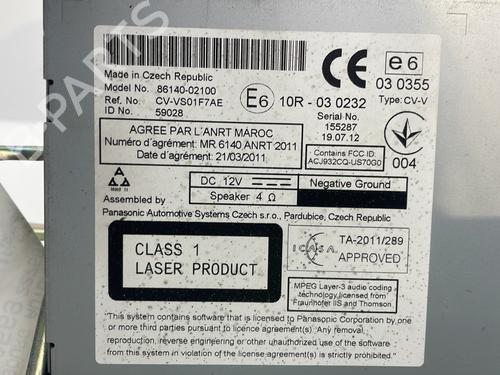 Made in Czech Republic
Model No. 86140-02100
Ref. No. CV-VS01F7AE
ID No. 59028
CE
e6
03 0355
Type: CV-V
E6 10R - 03 0232
Serial No.
155287
19.07.12
AGREE PAR L'ANRT MAROC
Numéro d'agrément: MR 6140 ANRT 2011
Date d'agrément: 21/03/2011
Contains FCC ID:
ACJ932CQ-US70G0
004
DC 12V
Negative Ground
Speaker 4 Ω
Assembled by
Panasonic Automotive Systems Czech s.r.o., Pardubice, Czech Republic
CLASS 1
LASER PRODUCT
ICASA
TA-2011/289
APPROVED
MPEG Layer-3 audio coding
technology licensed from
Fraunhofer IIS and Thomson
"This system contains software that is licensed to Panasonic Corporation or
to third parties pursuant to licence agreement(s). Any removal,
reproduction, reverse engineering or other unauthorized use of the software
in this system is in violation of the license agreement(s) and is
strictly prohibited."